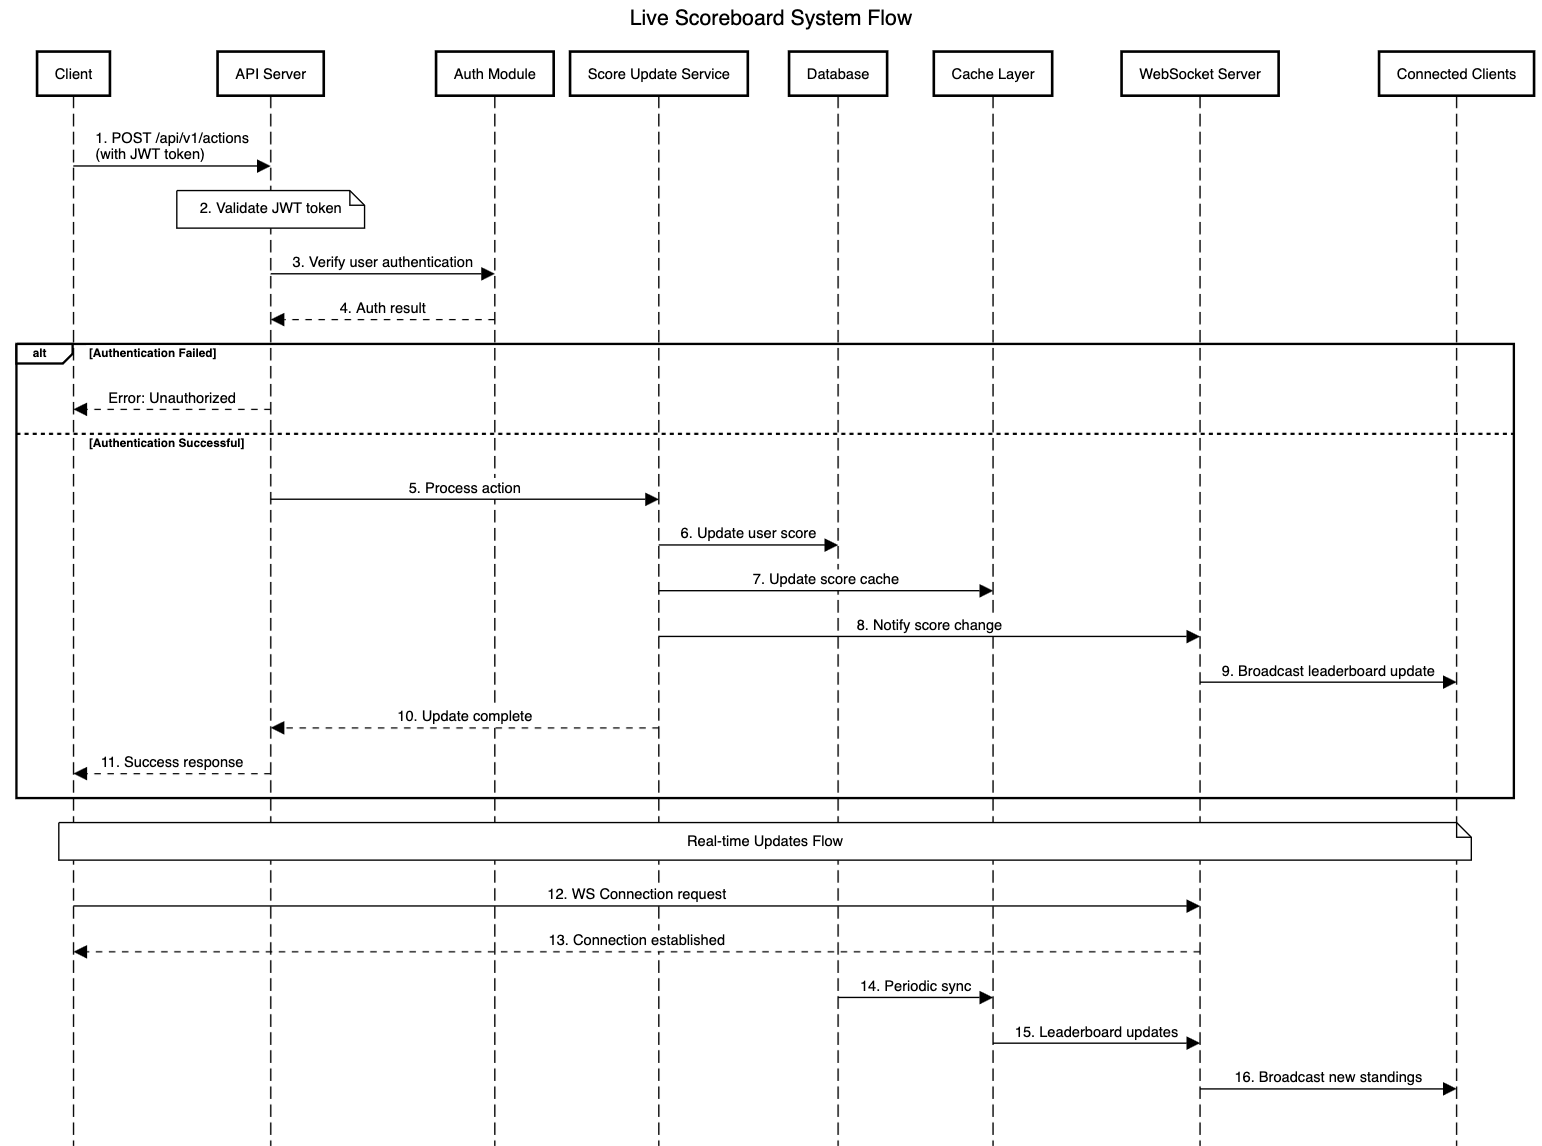 Live Scoreboard System Flow
Client
API Server
Auth Module
Score Update Service
Database
Cache Layer
WebSocket Server
Connected Clients
1. POST /api/v1/actions
(with JWT token)
2. Validate JWT token
3. Verify user authentication
4. Auth result
alt
[Authentication Failed]
Error: Unauthorized
[Authentication Successful]
5. Process action
6. Update user score
7. Update score cache
8. Notify score change
9. Broadcast leaderboard update
10. Update complete
11. Success response
Real-time Updates Flow
12. WS Connection request
13. Connection established
14. Periodic sync
15. Leaderboard updates
16. Broadcast new standings